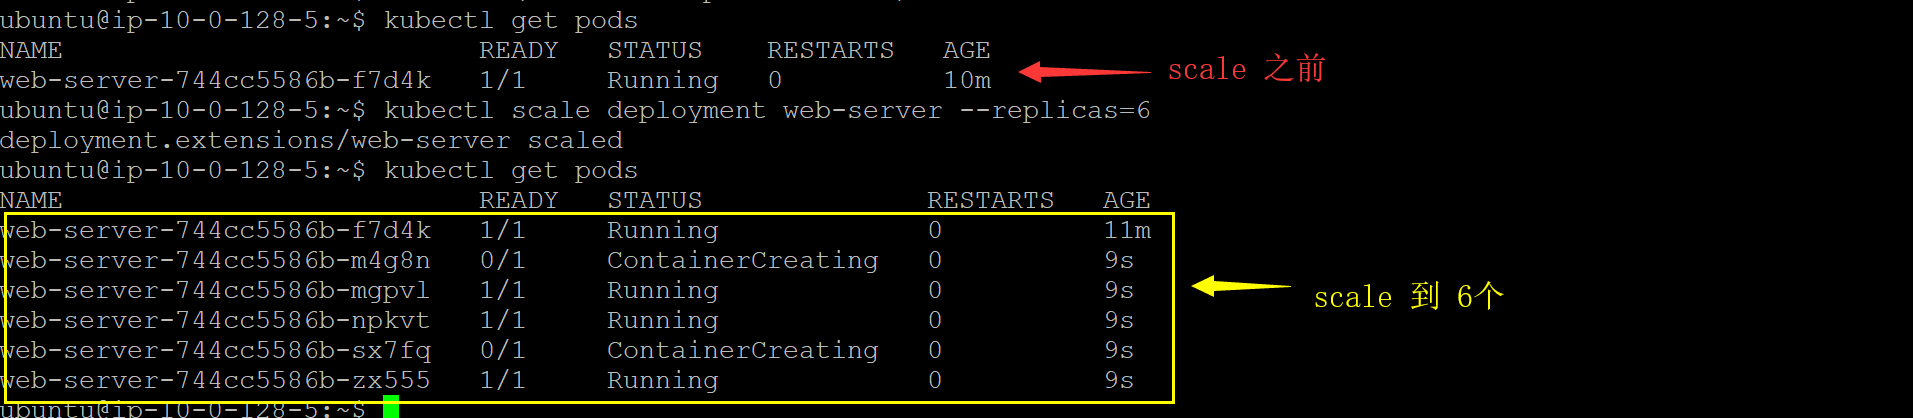 ubuntu@ip-10-0-128-5:~$ kubectl get pods
NAME READY STATUS RESTARTS AGE
web-server-744cc5586b-f7d4k 1/1 Running 0 10m
scale 之前
ubuntu@ip-10-0-128-5:~$ kubectl scale deployment web-server --replicas=6
deployment.extensions/web-server scaled
ubuntu@ip-10-0-128-5:~$ kubectl get pods
NAME READY STATUS RESTARTS AGE
web-server-744cc5586b-f7d4k 1/1 Running 0 11m
web-server-744cc5586b-m4g8n 0/1 ContainerCreating 0 9s
web-server-744cc5586b-mgpvl 1/1 Running 0 9s
scale 到 6个
web-server-744cc5586b-npkvt 1/1 Running 0 9s
web-server-744cc5586b-sx7fq 0/1 ContainerCreating 0 9s
web-server-744cc5586b-zx555 1/1 Running 0 9s
ubuntu@ip-10-0-128-5:~$